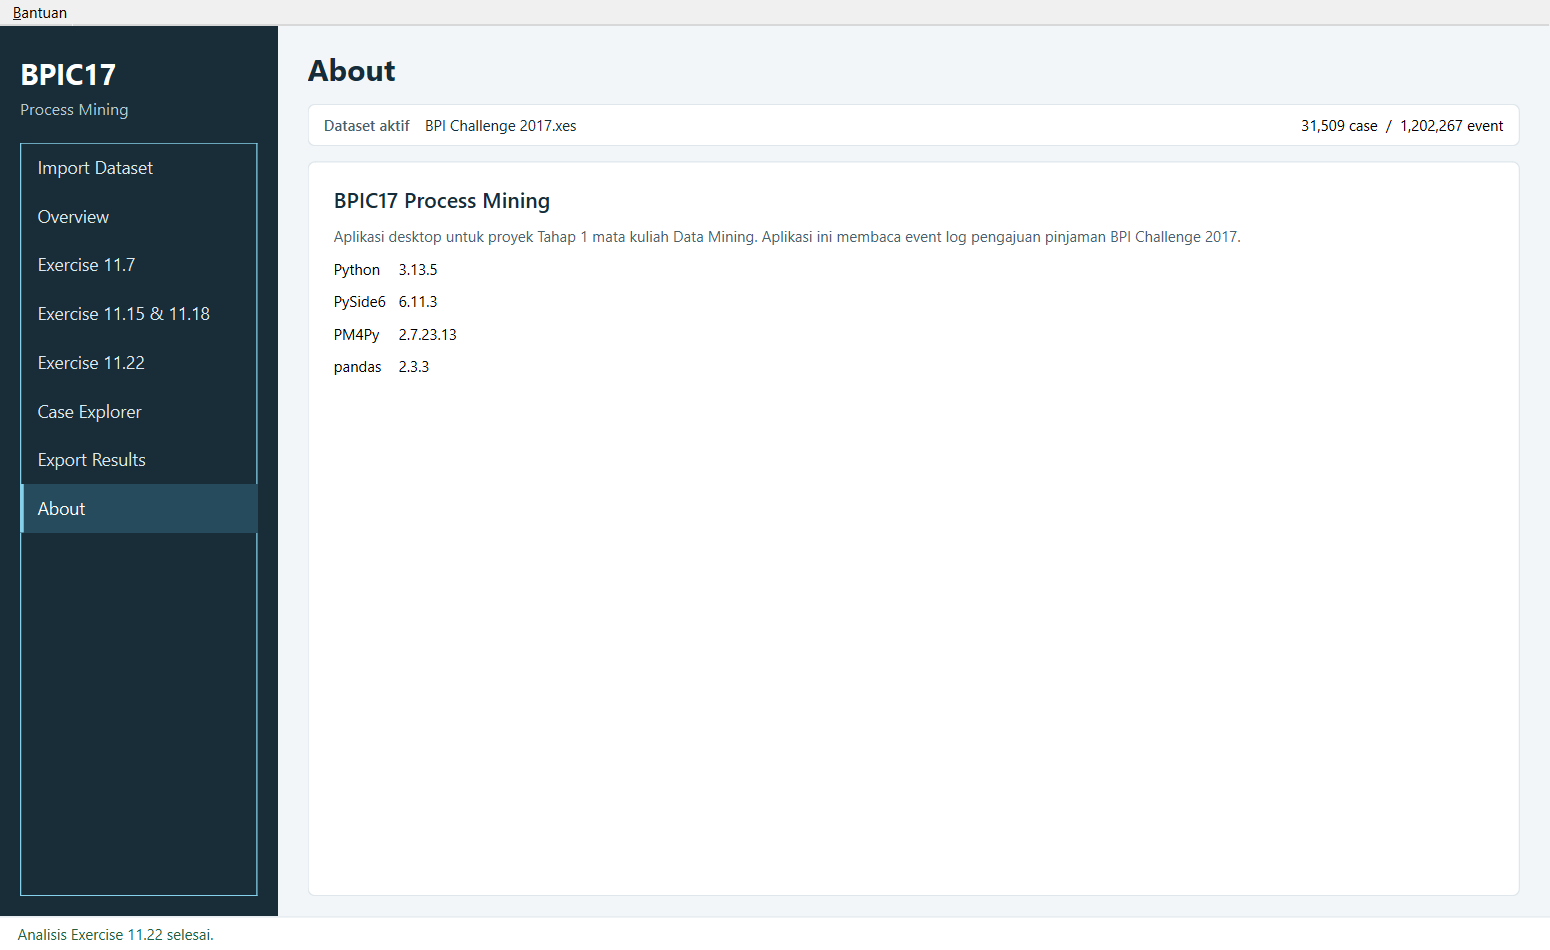 Bantuan
BPIC17
Process Mining
Import Dataset
Overview
Exercise 11.7
Exercise 11.15 & 11.18
Exercise 11.22
Case Explorer
Export Results
About
About
Dataset aktif BPI Challenge 2017.xes 31,509 case / 1,202,267 event
BPIC17 Process Mining
Aplikasi desktop untuk proyek Tahap 1 mata kuliah Data Mining. Aplikasi ini membaca event log pengajuan pinjaman BPI Challenge 2017.
Python 3.13.5
PySide6 6.11.3
PM4Py 2.7.23.13
pandas 2.3.3
Analisis Exercise 11.22 selesai.